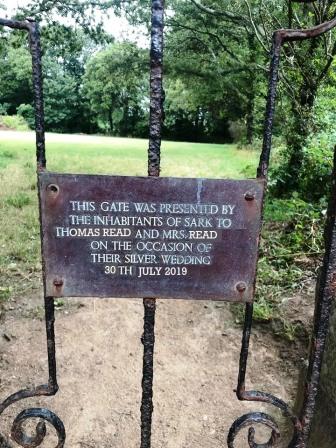 THIS GATE WAS PRESENTED BY
THE INHABITANTS OF SARK TO
THOMAS READ AND MRS. READ
ON THE OCCASION OF
THEIR SILVER WEDDING
30 TH JULY 2019